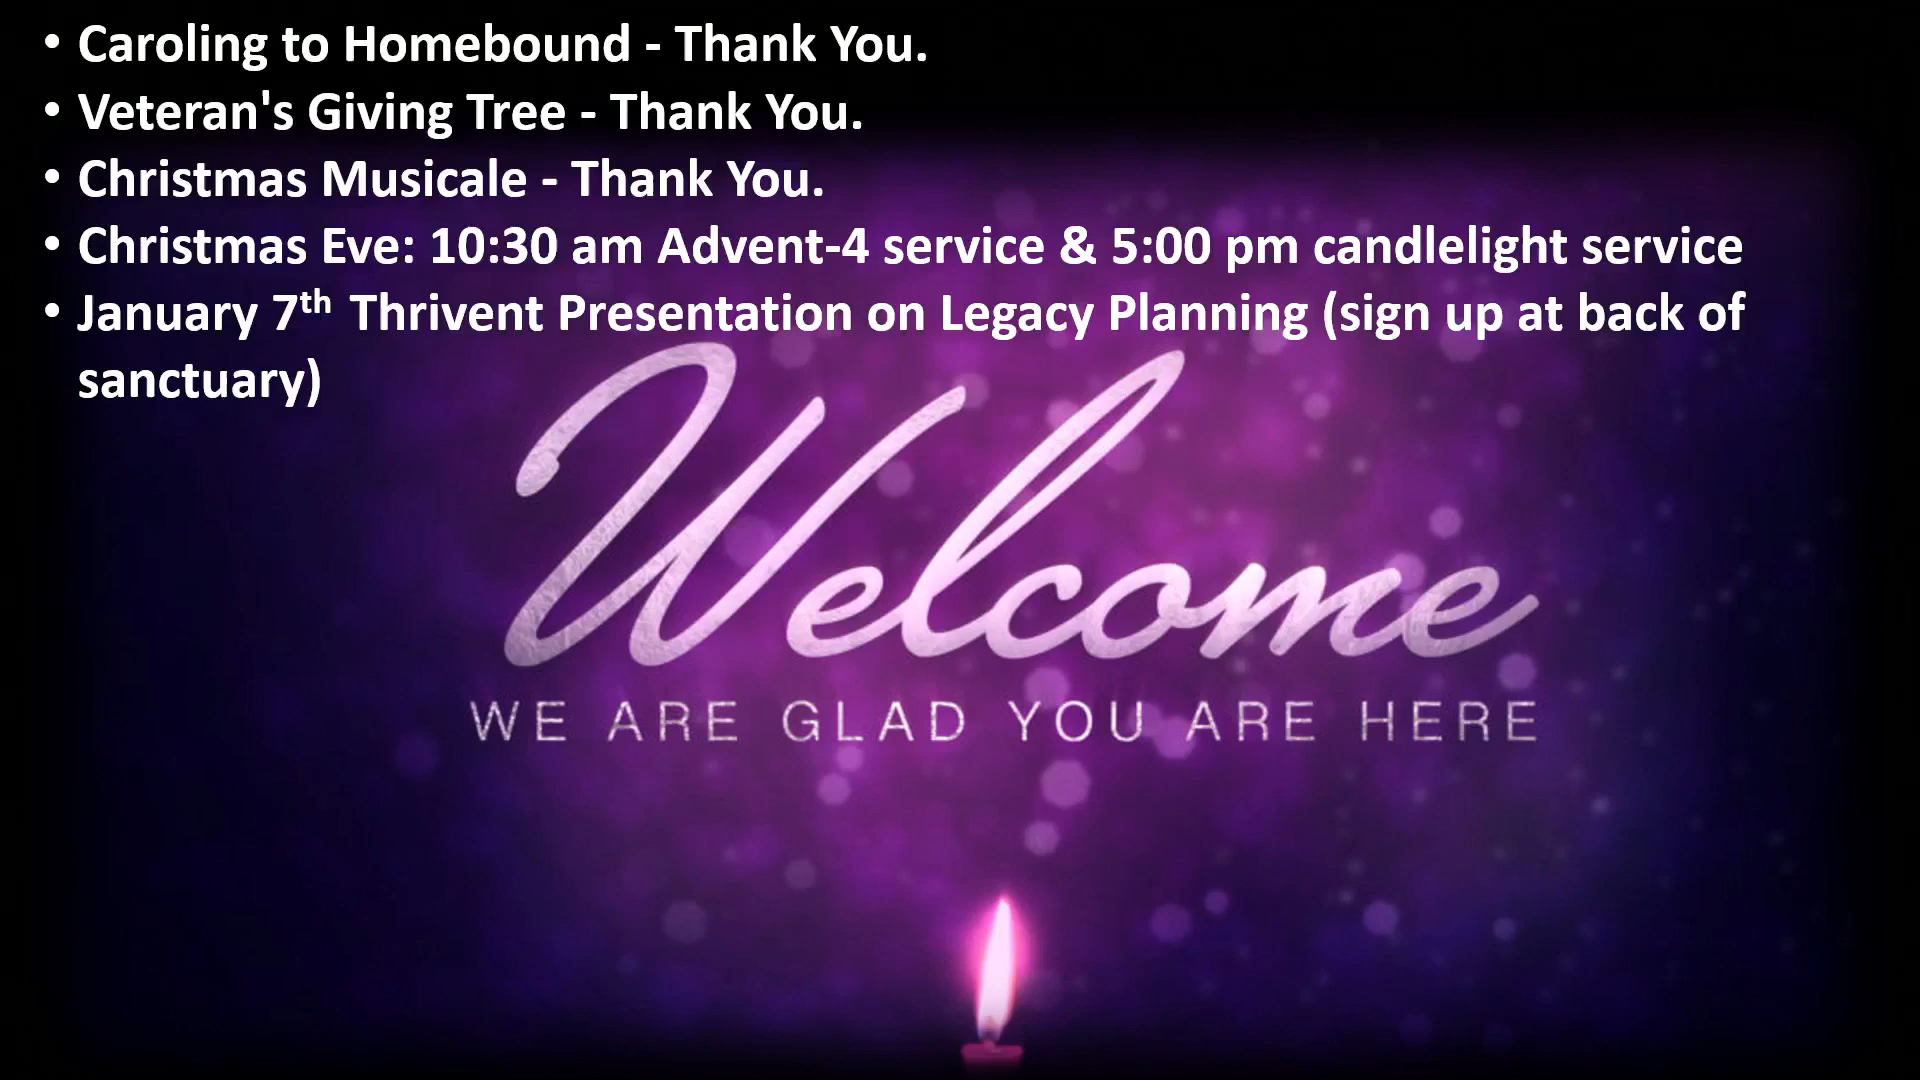 • Caroling to Homebound - Thank You.
• Veteran's Giving Tree - Thank You.
• Christmas Musicale - Thank You.
• Christmas Eve: 10:30 am Advent-4 service & 5:00 pm candlelight service
• January 7th Thrivent Presentation on Legacy Planning (sign up at back of
sanctuary)
Welcome
WE ARE GLAD YOU ARE HERE